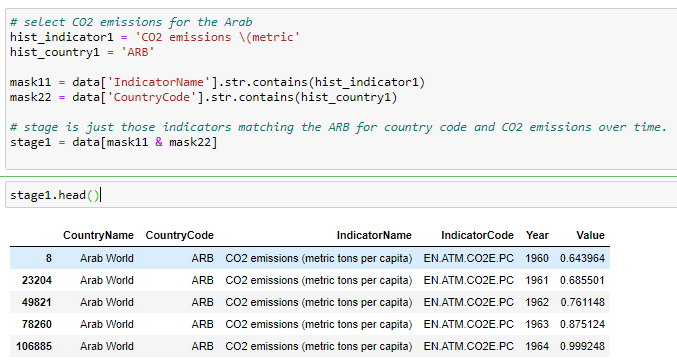 # select CO2 emissions for the Arab
hist_indicator1 = 'CO2 emissions \(metric'
hist_country1 = 'ARB'
mask11 = data['IndicatorName'].str.contains(hist_indicator1)
mask22 = data['CountryCode'].str.contains(hist_country1)
# stage is just those indicators matching the ARB for country code and CO2 emissions over time.
stage1 = data[mask11 & mask22]
stage1.head()
CountryName CountryCode IndicatorName IndicatorCode Year Value
8 Arab World ARB CO2 emissions (metric tons per capita) EN.ATM.CO2E.PC 1960 0.643964
23204 Arab World ARB CO2 emissions (metric tons per capita) EN.ATM.CO2E.PC 1961 0.685501
49821 Arab World ARB CO2 emissions (metric tons per capita) EN.ATM.CO2E.PC 1962 0.761148
78260 Arab World ARB CO2 emissions (metric tons per capita) EN.ATM.CO2E.PC 1963 0.875124
106885 Arab World ARB CO2 emissions (metric tons per capita) EN.ATM.CO2E.PC 1964 0.999248